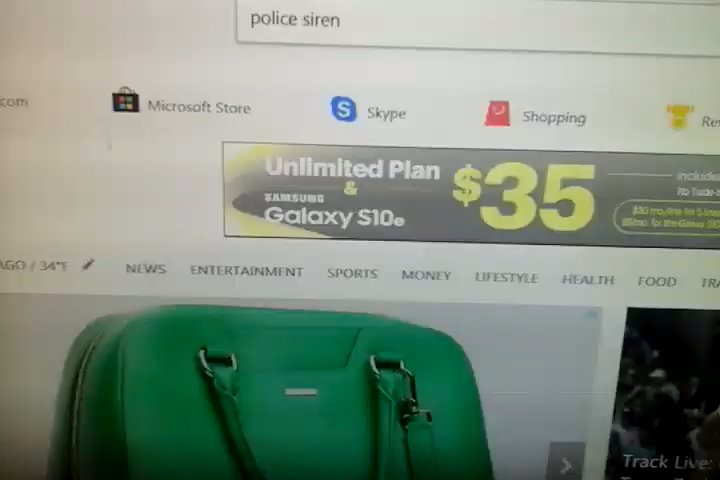 police siren
com
Microsoft Store
Skype
Shopping
Unlimited Plan
&
SAMSUNG
Galaxy S10e
$35
AGO / 34°F
NEWS
ENTERTAINMENT
SPORTS
MONEY
LIFESTYLE
HEALTH
FOOD
TRA
Track Live: